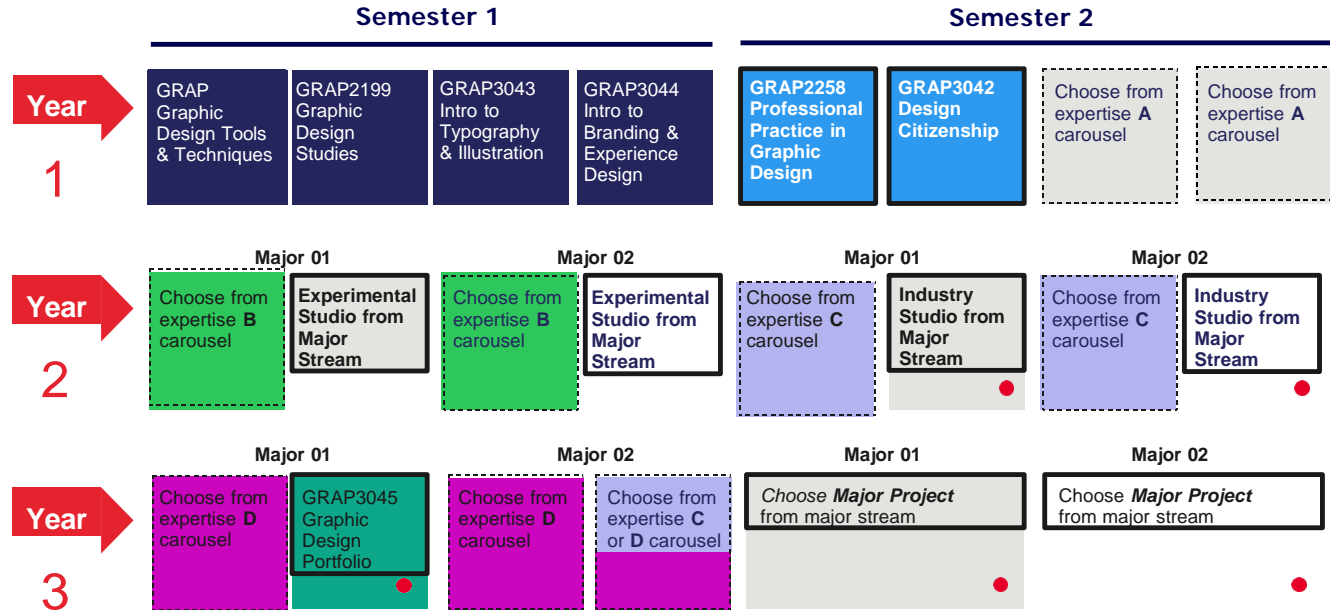 Semester 1
Semester 2
Year
1
GRAP
Graphic
Design Tools
& Techniques
GRAP2199
Graphic
Design
Studies
GRAP3043
Intro to
Typography
& Illustration
GRAP3044
Intro to
Branding &
Experience
Design
GRAP2258
Professional
Practice in
Graphic
Design
GRAP3042
Design
Citizenship
Choose from
expertise A
carousel
Choose from
expertise A
carousel
Year
2
Major 01
Choose from
expertise B
carousel
Experimental
Studio from
Major
Stream
Major 02
Choose from
expertise B
carousel
Experimental
Studio from
Major
Stream
Major 01
Choose from
expertise C
carousel
Industry
Studio from
Major
Stream
Major 02
Choose from
expertise C
carousel
Industry
Studio from
Major
Stream
Year
3
Major 01
Choose from
expertise D
carousel
GRAP3045
Graphic
Design
Portfolio
Major 02
Choose from
expertise D
carousel
Choose from
expertise C
or D carousel
Major 01
Choose Major Project
from major stream
Major 02
Choose Major Project
from major stream